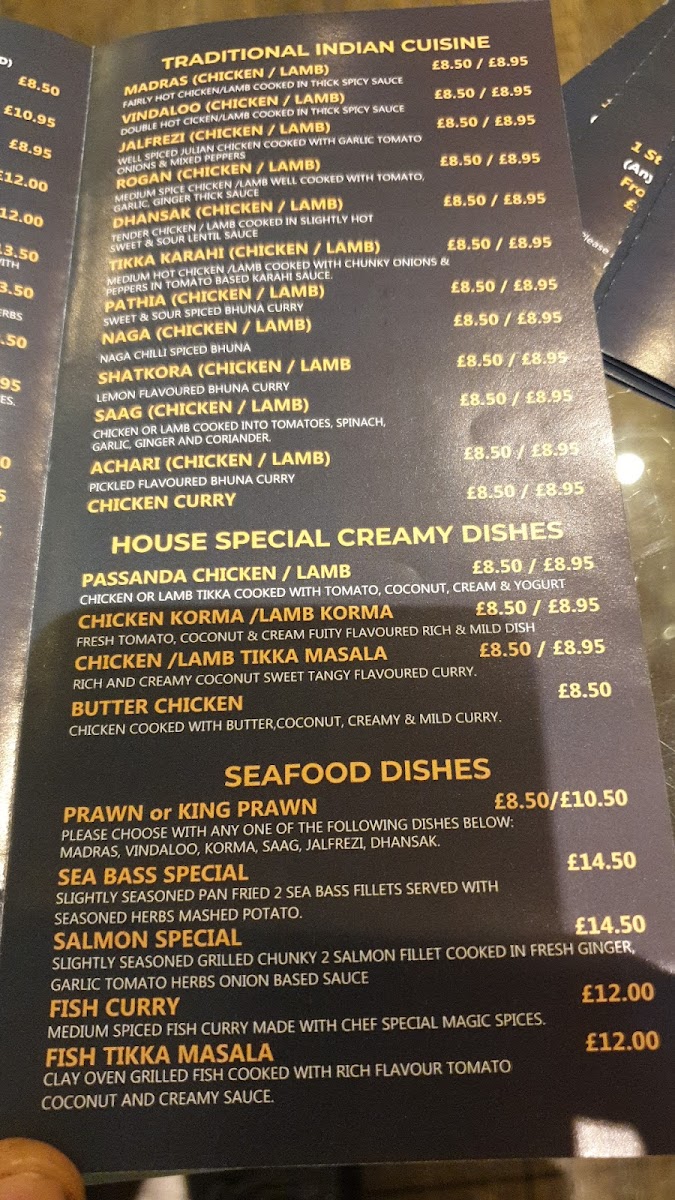 D)
£8.50
£10.95
£8.95
£12.00
12.00
13.50
ITH
3.50
ERBS
.50
95
ES.
0
5
TRADITIONAL INDIAN CUISINE
MADRAS (CHICKEN / LAMB) £8.50 / £8.95
FAIRLY HOT CHICKEN/LAMB COOKED IN THICK SPICY SAUCE
VINDALOO (CHICKEN / LAMB) £8.50 / £8.95
DOUBLE HOT CICKEN/LAMB COOKED IN THICK SPICY SAUCE
JALFREZI (CHICKEN / LAMB) £8.50 / £8.95
WELL SPICED JULIAN CHICKEN COOKED WITH GARLIC TOMATO
ONIONS & MIXED PEPPERS
ROGAN (CHICKEN / LAMB) £8.50 / £8.95
MEDIUM SPICE CHICKEN /LAMB WELL COOKED WITH TOMATO,
GARLIC, GINGER THICK SAUCE
DHANSAK (CHICKEN / LAMB) £8.50 / £8.95
TENDER CHICKEN / LAMB COOKED IN SLIGHTLY HOT
SWEET & SOUR LENTIL SAUCE
TIKKA KARAHI (CHICKEN / LAMB) £8.50 / £8.95
MEDIUM HOT CHICKEN /LAMB COOKED WITH CHUNKY ONIONS &
PEPPERS IN TOMATO BASED KARAHI SAUCE.
PATHIA (CHICKEN / LAMB) £8.50 / £8.95
SWEET & SOUR SPICED BHUNA CURRY
NAGA (CHICKEN / LAMB) £8.50 / £8.95
NAGA CHILLI SPICED BHUNA
SHATKORA (CHICKEN / LAMB £8.50 / £8.95
LEMON FLAVOURED BHUNA CURRY
SAAG (CHICKEN / LAMB) £8.50 / £8.95
CHICKEN OR LAMB COOKED INTO TOMATOES, SPINACH,
GARLIC, GINGER AND CORIANDER.
ACHARI (CHICKEN / LAMB) £8.50 / £8.95
PICKLED FLAVOURED BHUNA CURRY
CHICKEN CURRY £8.50 / £8.95
HOUSE SPECIAL CREAMY DISHES
PASSANDA CHICKEN / LAMB £8.50 / £8.95
CHICKEN OR LAMB TIKKA COOKED WITH TOMATO, COCONUT, CREAM & YOGURT
CHICKEN KORMA /LAMB KORMA £8.50 / £8.95
FRESH TOMATO, COCONUT & CREAM FUITY FLAVOURED RICH & MILD DISH
CHICKEN /LAMB TIKKA MASALA £8.50 / £8.95
RICH AND CREAMY COCONUT SWEET TANGY FLAVOURED CURRY.
BUTTER CHICKEN £8.50
CHICKEN COOKED WITH BUTTER,COCONUT, CREAMY & MILD CURRY.
SEAFOOD DISHES
PRAWN or KING PRAWN £8.50/£10.50
PLEASE CHOOSE WITH ANY ONE OF THE FOLLOWING DISHES BELOW:
MADRAS, VINDALOO, KORMA, SAAG, JALFREZI, DHANSAK.
SEA BASS SPECIAL £14.50
SLIGHTLY SEASONED PAN FRIED 2 SEA BASS FILLETS SERVED WITH
SEASONED HERBS MASHED POTATO.
SALMON SPECIAL £14.50
SLIGHTLY SEASONED GRILLED CHUNKY 2 SALMON FILLET COOKED IN FRESH GINGER,
GARLIC TOMATO HERBS ONION BASED SAUCE
FISH CURRY £12.00
MEDIUM SPICED FISH CURRY MADE WITH CHEF SPECIAL MAGIC SPICES.
FISH TIKKA MASALA £12.00
CLAY OVEN GRILLED FISH COOKED WITH RICH FLAVOUR TOMATO
COCONUT AND CREAMY SAUCE.
1 St
(Any
Fro
£
Please